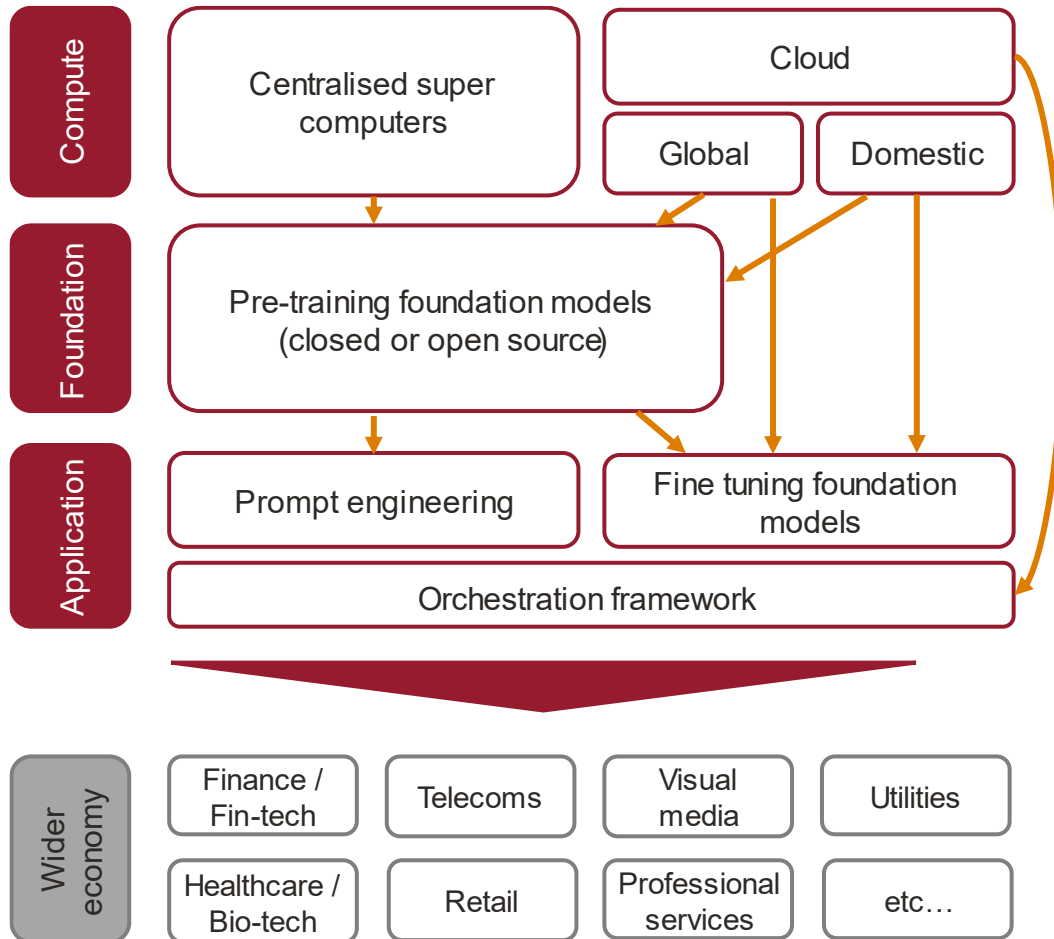 Compute
Centralised super
computers
Cloud
Global
Domestic
Foundation
Pre-training foundation models
(closed or open source)
Application
Prompt engineering
Fine tuning foundation
models
Orchestration framework
Wider
economy
Finance /
Fin-tech
Telecoms
Visual
media
Utilities
Healthcare /
Bio-tech
Retail
Professional
services
etc…